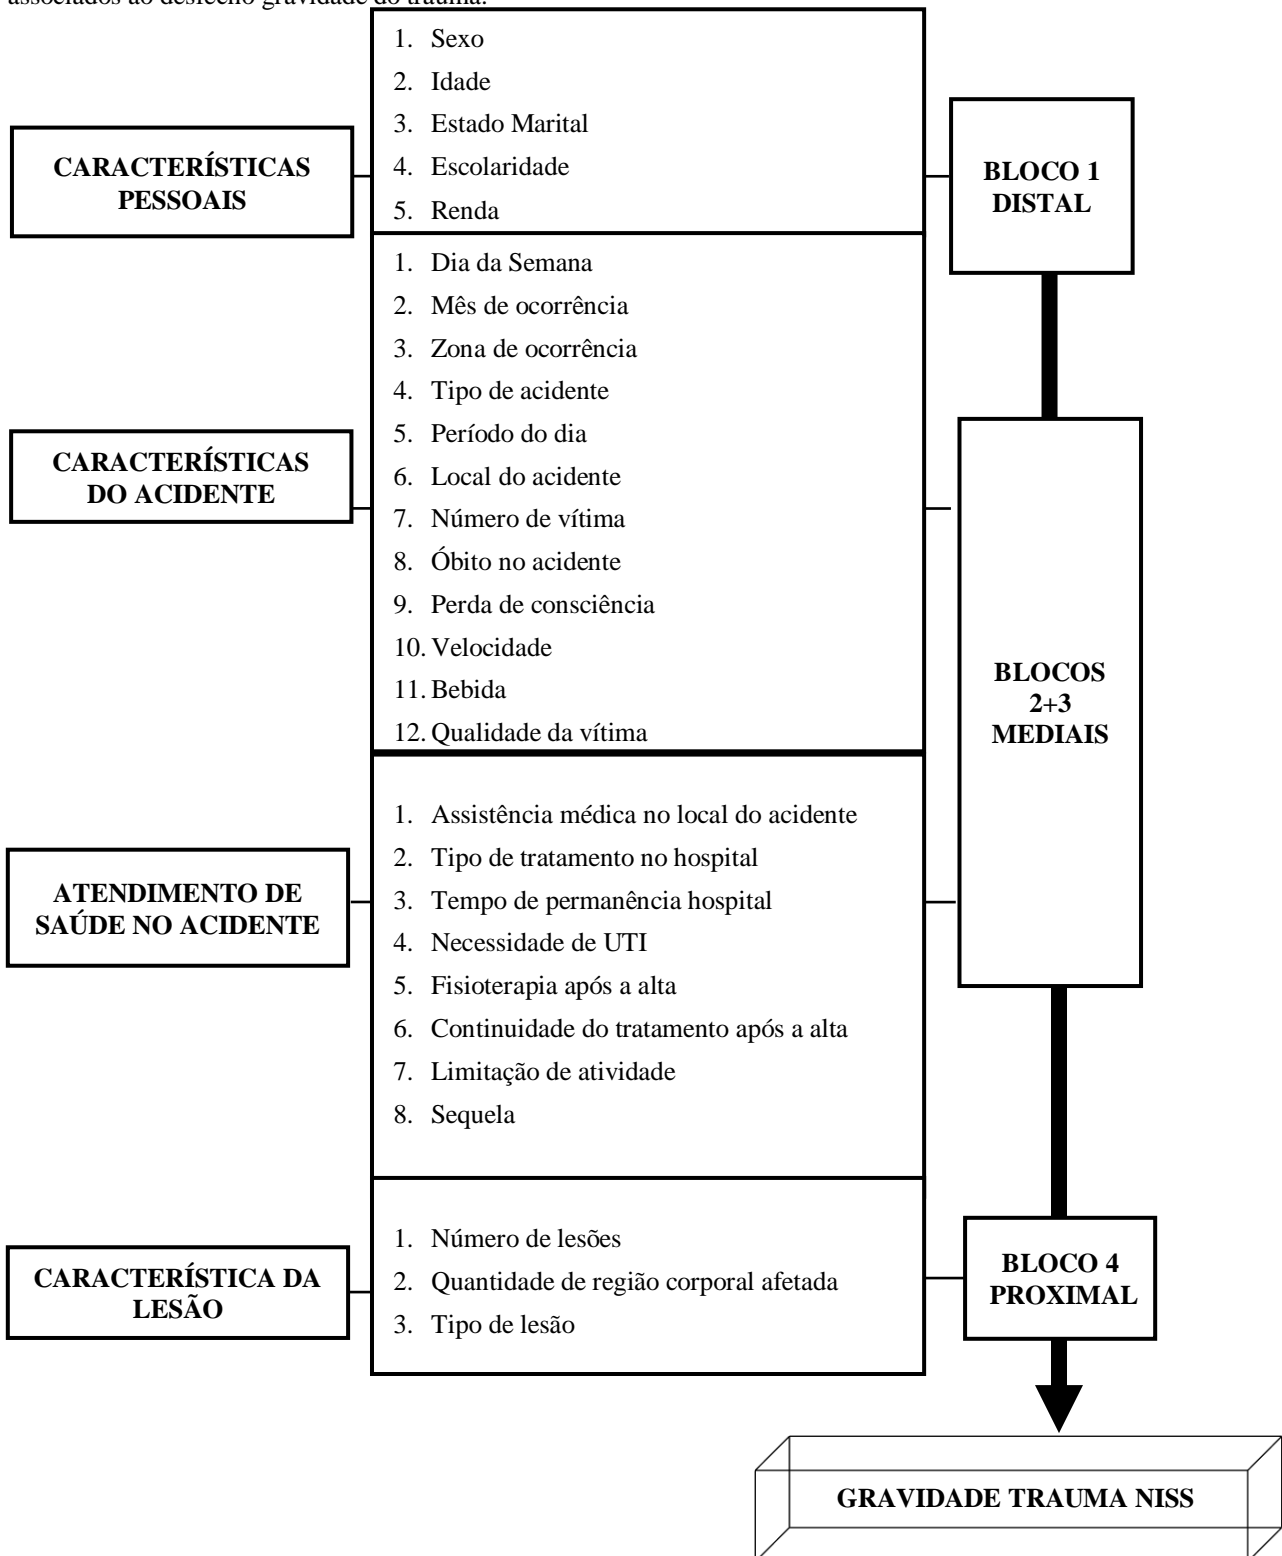 associados ao desfecho gravidade do trauma.
CARACTERÍSTICAS
PESSOAIS
1. Sexo
2. Idade
3. Estado Marital
4. Escolaridade
5. Renda
BLOCO 1
DISTAL
CARACTERÍSTICAS
DO ACIDENTE
1. Dia da Semana
2. Mês de ocorrência
3. Zona de ocorrência
4. Tipo de acidente
5. Período do dia
6. Local do acidente
7. Número de vítima
8. Óbito no acidente
9. Perda de consciência
10. Velocidade
11. Bebida
12. Qualidade da vítima
BLOCOS
2+3
MEDIAIS
ATENDIMENTO DE
SAÚDE NO ACIDENTE
1. Assistência médica no local do acidente
2. Tipo de tratamento no hospital
3. Tempo de permanência hospital
4. Necessidade de UTI
5. Fisioterapia após a alta
6. Continuidade do tratamento após a alta
7. Limitação de atividade
8. Sequela
CARACTERÍSTICA DA
LESÃO
1. Número de lesões
2. Quantidade de região corporal afetada
3. Tipo de lesão
BLOCO 4
PROXIMAL
GRAVIDADE TRAUMA NISS